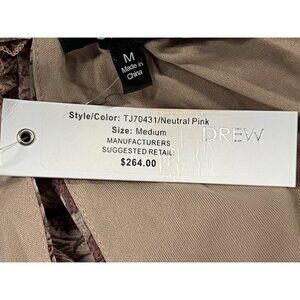 M
Made in
China
Style/Color: TJ70431/Neutral Pink
Size: Medium
DREW
MANUFACTURERS
SUGGESTED RETAIL
$264.00